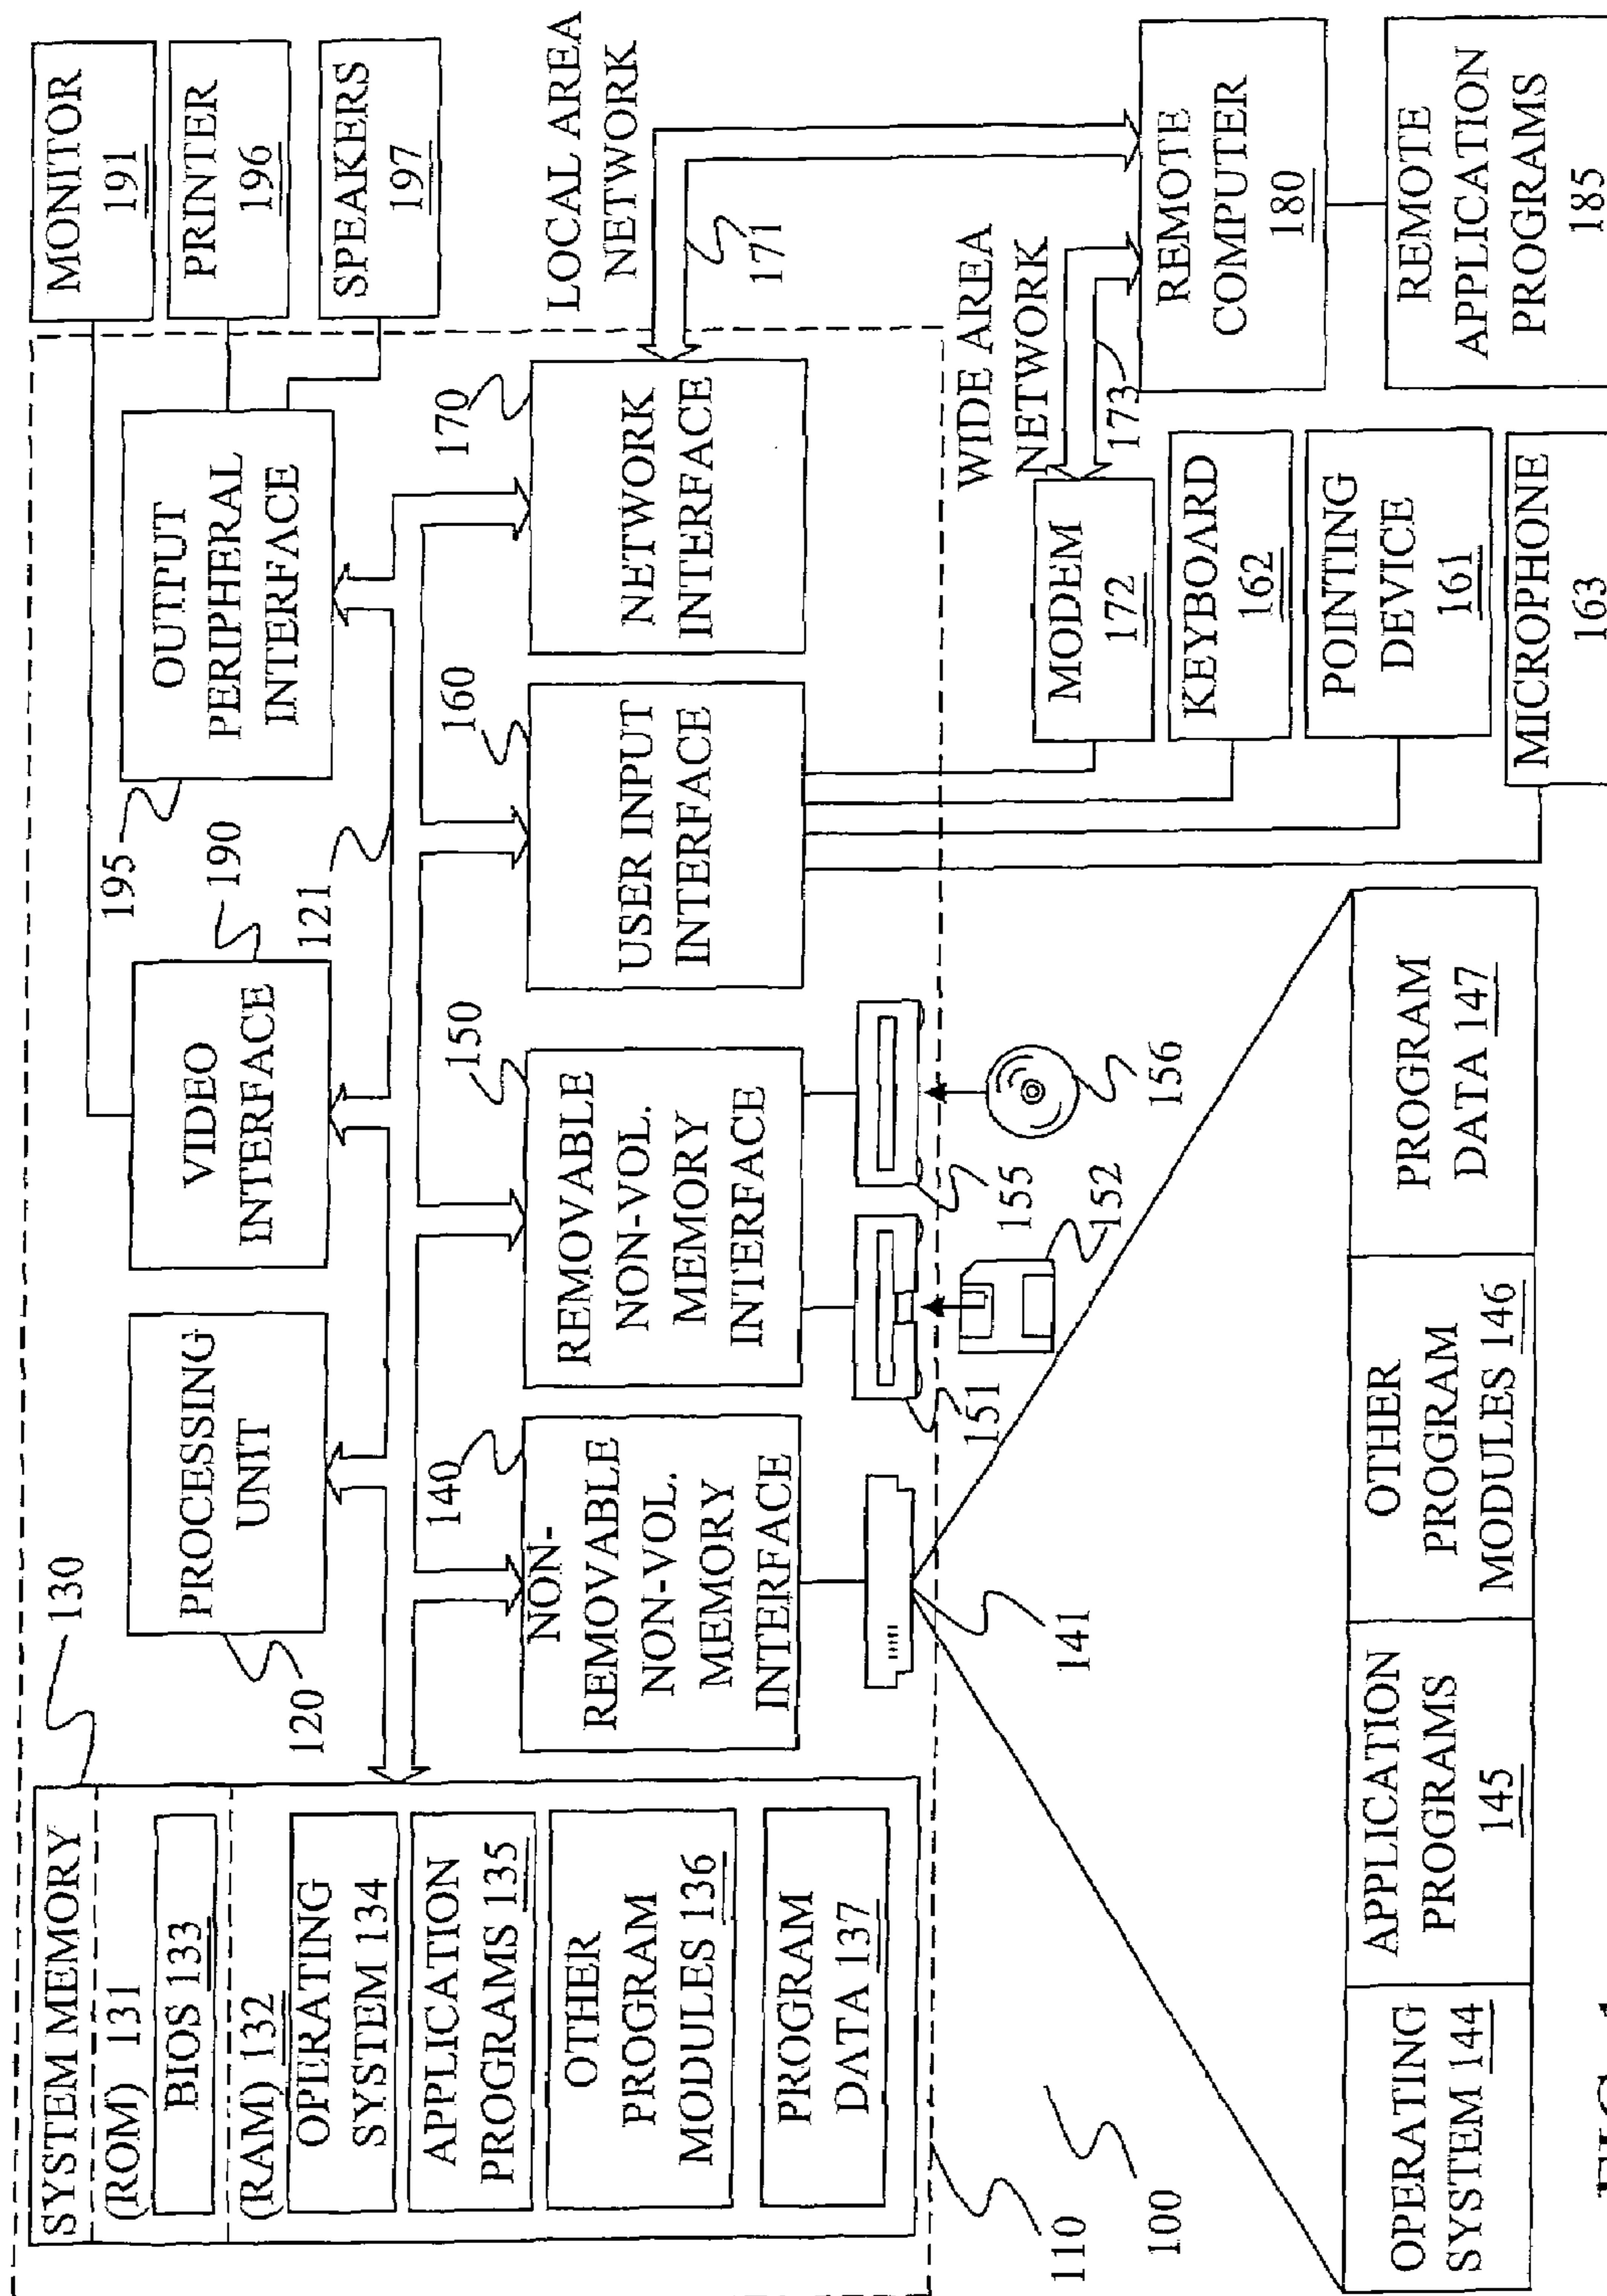 SYSTEM MEMORY
(ROM) 131
BIOS 133
(RAM) 132
OPERATING
SYSTEM 134
APPLICATION
PROGRAMS 135
OTHER
PROGRAM
MODULES 136
PROGRAM
DATA 137
130
PROCESSING
UNIT
120
VIDEO
INTERFACE
190
121
OUTPUT
PERIPHERAL
INTERFACE
195
MONITOR
191
PRINTER
196
SPEAKERS
197
NON-
REMOVABLE
NON-VOL.
MEMORY
INTERFACE
140
REMOVABLE
NON-VOL.
MEMORY
INTERFACE
150
USER INPUT
INTERFACE
160
NETWORK
INTERFACE
170
LOCAL AREA
NETWORK
171
WIDE AREA
NETWORK
173
141
151
152
155
156
MODEM
172
KEYBOARD
162
POINTING
DEVICE
161
MICROPHONE
163
REMOTE
COMPUTER
180
REMOTE
APPLICATION
PROGRAMS
185
110
100
OPERATING
SYSTEM 144
APPLICATION
PROGRAMS
145
OTHER
PROGRAM
MODULES 146
PROGRAM
DATA 147